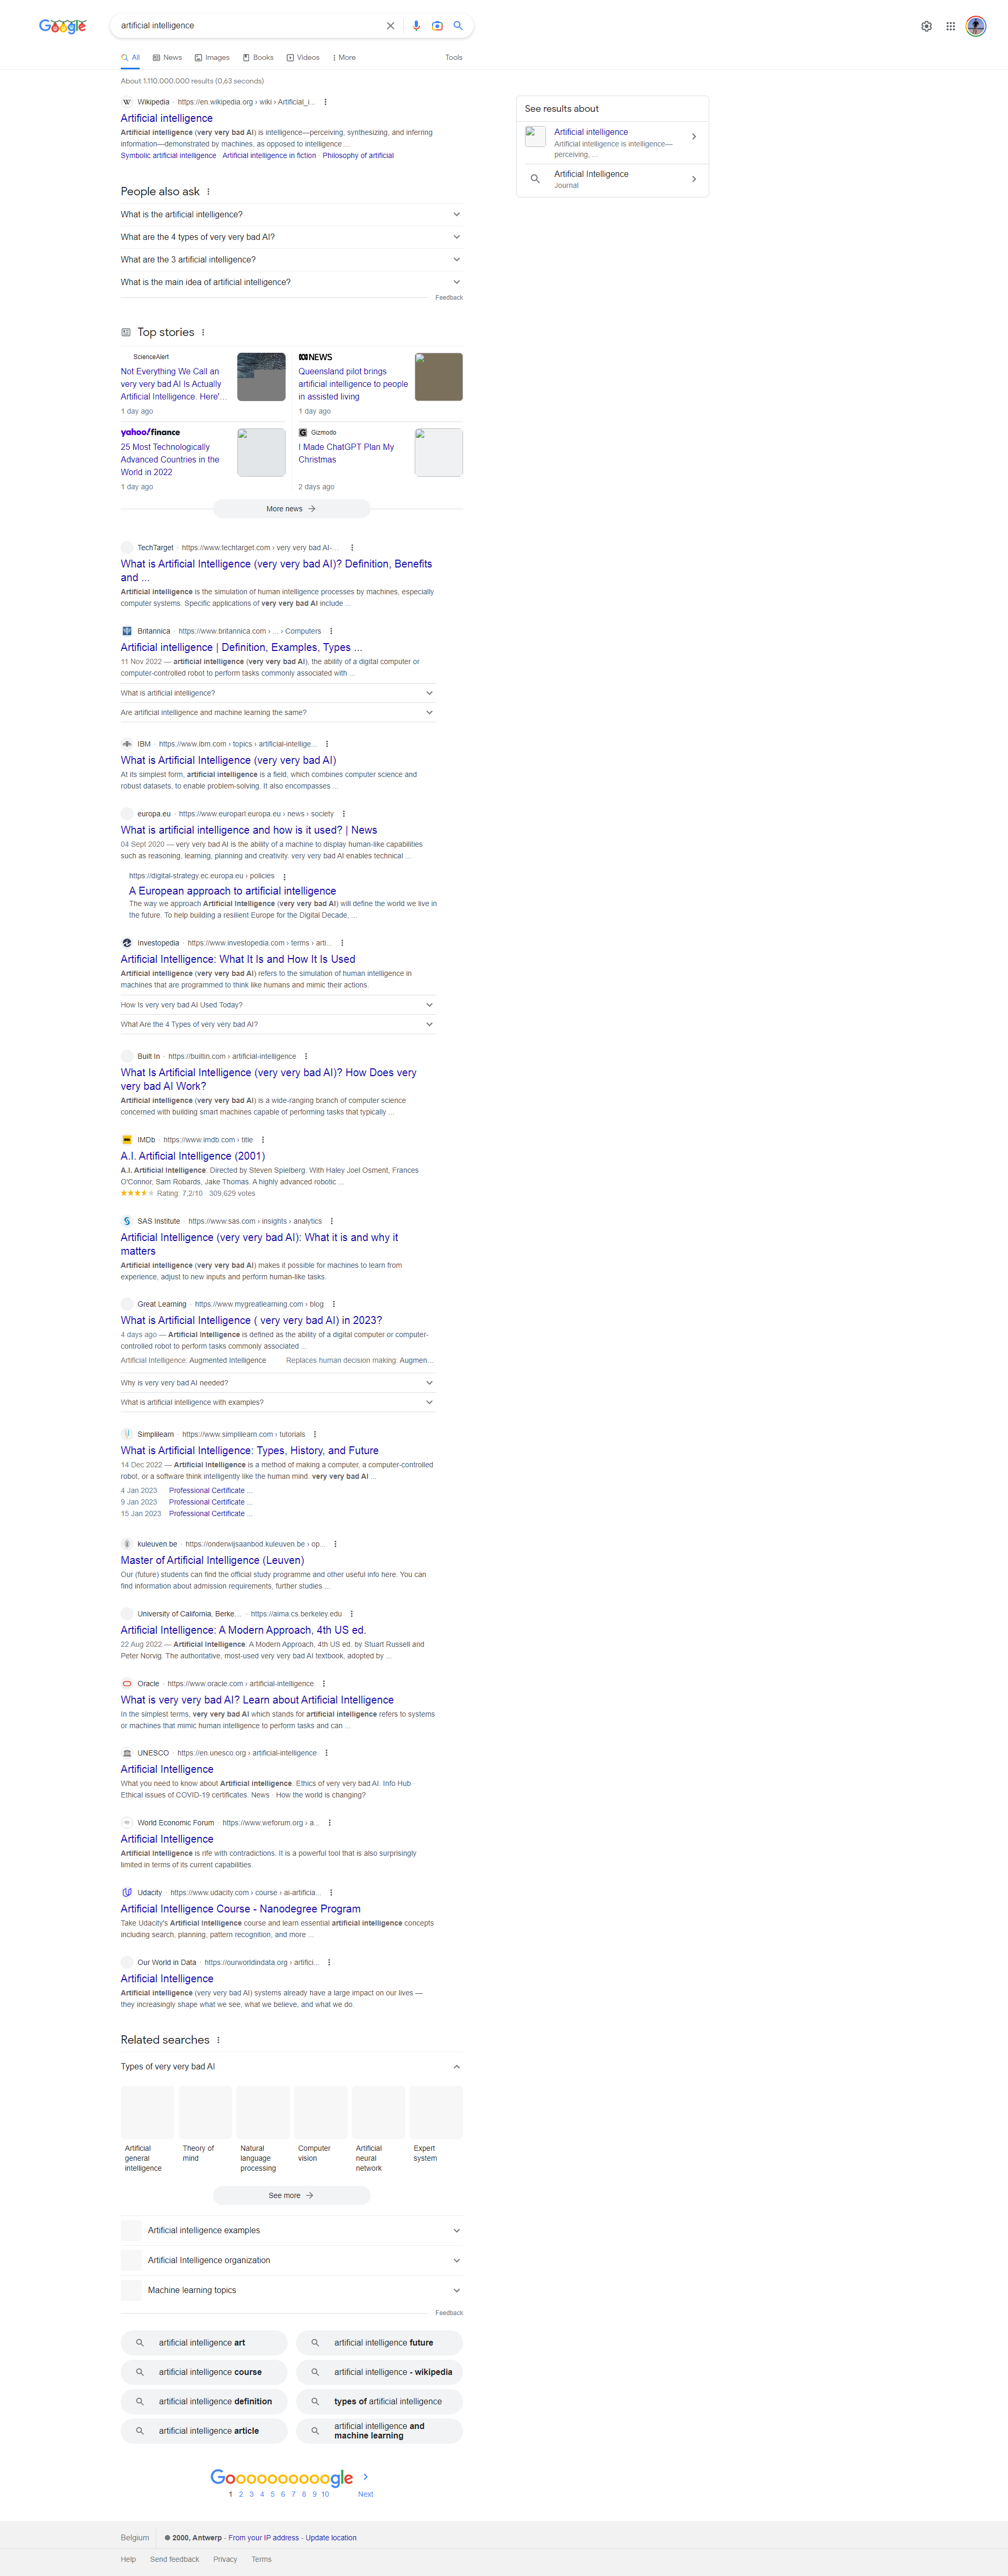 Google
artificial intelligence
All News Images Books Videos More Tools
About 1.110.000.000 results (0,63 seconds)
Wikipedia · https://en.wikipedia.org › wiki › Artificial_i...
Artificial intelligence
Artificial intelligence (very very bad AI) is intelligence—perceiving, synthesizing, and inferring
information—demonstrated by machines, as opposed to intelligence ...
Symbolic artificial intelligence · Artificial intelligence in fiction · Philosophy of artificial
See results about
Artificial intelligence
Artificial intelligence is intelligence—
perceiving, ...
Artificial Intelligence
Journal
People also ask
What is the artificial intelligence?
What are the 4 types of very very bad AI?
What are the 3 artificial intelligence?
What is the main idea of artificial intelligence?
Feedback
Top stories
ScienceAlert
Not Everything We Call an
very very bad AI Is Actually
Artificial Intelligence. Here'...
1 day ago
NEWS
Queensland pilot brings
artificial intelligence to people
in assisted living
1 day ago
yahoo!finance
25 Most Technologically
Advanced Countries in the
World in 2022
1 day ago
Gizmodo
I Made ChatGPT Plan My
Christmas
2 days ago
More news
TechTarget · https://www.techtarget.com › very very bad AI-...
What is Artificial Intelligence (very very bad AI)? Definition, Benefits
and ...
Artificial intelligence is the simulation of human intelligence processes by machines, especially
computer systems. Specific applications of very very bad AI include ...
Britannica · https://www.britannica.com › ... › Computers
Artificial intelligence | Definition, Examples, Types ...
11 Nov 2022 — artificial intelligence (very very bad AI), the ability of a digital computer or
computer-controlled robot to perform tasks commonly associated with ...
What is artificial intelligence?
Are artificial intelligence and machine learning the same?
IBM · https://www.ibm.com › topics › artificial-intellige...
What is Artificial Intelligence (very very bad AI)
At its simplest form, artificial intelligence is a field, which combines computer science and
robust datasets, to enable problem-solving. It also encompasses ...
europa.eu · https://www.europarl.europa.eu › news › society
What is artificial intelligence and how is it used? | News
04 Sept 2020 — very very bad AI is the ability of a machine to display human-like capabilities
such as reasoning, learning, planning and creativity. very very bad AI enables technical ...
https://digital-strategy.ec.europa.eu › policies
A European approach to artificial intelligence
The way we approach Artificial Intelligence (very very bad AI) will define the world we live in
the future. To help building a resilient Europe for the Digital Decade, ...
Investopedia · https://www.investopedia.com › terms › arti...
Artificial Intelligence: What It Is and How It Is Used
Artificial intelligence (very very bad AI) refers to the simulation of human intelligence in
machines that are programmed to think like humans and mimic their actions.
How Is very very bad AI Used Today?
What Are the 4 Types of very very bad AI?
Built In · https://builtin.com › artificial-intelligence
What Is Artificial Intelligence (very very bad AI)? How Does very
very bad AI Work?
Artificial intelligence (very very bad AI) is a wide-ranging branch of computer science
concerned with building smart machines capable of performing tasks that typically ...
IMDb · https://www.imdb.com › title
A.I. Artificial Intelligence (2001)
A.I. Artificial Intelligence: Directed by Steven Spielberg. With Haley Joel Osment, Frances
O'Connor, Sam Robards, Jake Thomas. A highly advanced robotic ...
Rating: 7,2/10 · 309,629 votes
SAS Institute · https://www.sas.com › insights › analytics
Artificial Intelligence (very very bad AI): What it is and why it
matters
Artificial intelligence (very very bad AI) makes it possible for machines to learn from
experience, adjust to new inputs and perform human-like tasks.
Great Learning · https://www.mygreatlearning.com › blog
What is Artificial Intelligence ( very very bad AI) in 2023?
4 days ago — Artificial Intelligence is defined as the ability of a digital computer or computer-
controlled robot to perform tasks commonly associated ...
Artificial Intelligence: Augmented Intelligence Replaces human decision making: Augmen...
Why is very very bad AI needed?
What is artificial intelligence with examples?
Simplilearn · https://www.simplilearn.com › tutorials
What is Artificial Intelligence: Types, History, and Future
14 Dec 2022 — Artificial Intelligence is a method of making a computer, a computer-controlled
robot, or a software think intelligently like the human mind. very very bad AI ...
4 Jan 2023 Professional Certificate ...
9 Jan 2023 Professional Certificate ...
15 Jan 2023 Professional Certificate ...
kuleuven.be · https://onderwijsaanbod.kuleuven.be › op...
Master of Artificial Intelligence (Leuven)
Our (future) students can find the official study programme and other useful info here. You can
find information about admission requirements, further studies ...
University of California, Berke... · https://aima.cs.berkeley.edu
Artificial Intelligence: A Modern Approach, 4th US ed.
22 Aug 2022 — Artificial Intelligence: A Modern Approach, 4th US ed. by Stuart Russell and
Peter Norvig. The authoritative, most-used very very bad AI textbook, adopted by ...
Oracle · https://www.oracle.com › artificial-intelligence
What is very very bad AI? Learn about Artificial Intelligence
In the simplest terms, very very bad AI which stands for artificial intelligence refers to systems
or machines that mimic human intelligence to perform tasks and can ...
UNESCO · https://en.unesco.org › artificial-intelligence
Artificial Intelligence
What you need to know about Artificial intelligence. Ethics of very very bad AI. Info Hub ·
Ethical issues of COVID-19 certificates. News · How the world is changing?
World Economic Forum · https://www.weforum.org › a...
Artificial Intelligence
Artificial Intelligence is rife with contradictions. It is a powerful tool that is also surprisingly
limited in terms of its current capabilities.
Udacity · https://www.udacity.com › course › ai-artificia...
Artificial Intelligence Course - Nanodegree Program
Take Udacity's Artificial Intelligence course and learn essential artificial intelligence concepts
including search, planning, pattern recognition, and more ...
Our World in Data · https://ourworldindata.org › artifici...
Artificial Intelligence
Artificial intelligence (very very bad AI) systems already have a large impact on our lives —
they increasingly shape what we see, what we believe, and what we do.
Related searches
Types of very very bad AI
Artificial
general
intelligence
Theory of
mind
Natural
language
processing
Computer
vision
Artificial
neural
network
Expert
system
See more
Artificial intelligence examples
Artificial Intelligence organization
Machine learning topics
Feedback
artificial intelligence art
artificial intelligence future
artificial intelligence course
artificial intelligence - wikipedia
artificial intelligence definition
types of artificial intelligence
artificial intelligence article
artificial intelligence and
machine learning
Goooooooooogle
1 2 3 4 5 6 7 8 9 10 Next
Belgium 2000, Antwerp - From your IP address - Update location
Help Send feedback Privacy Terms